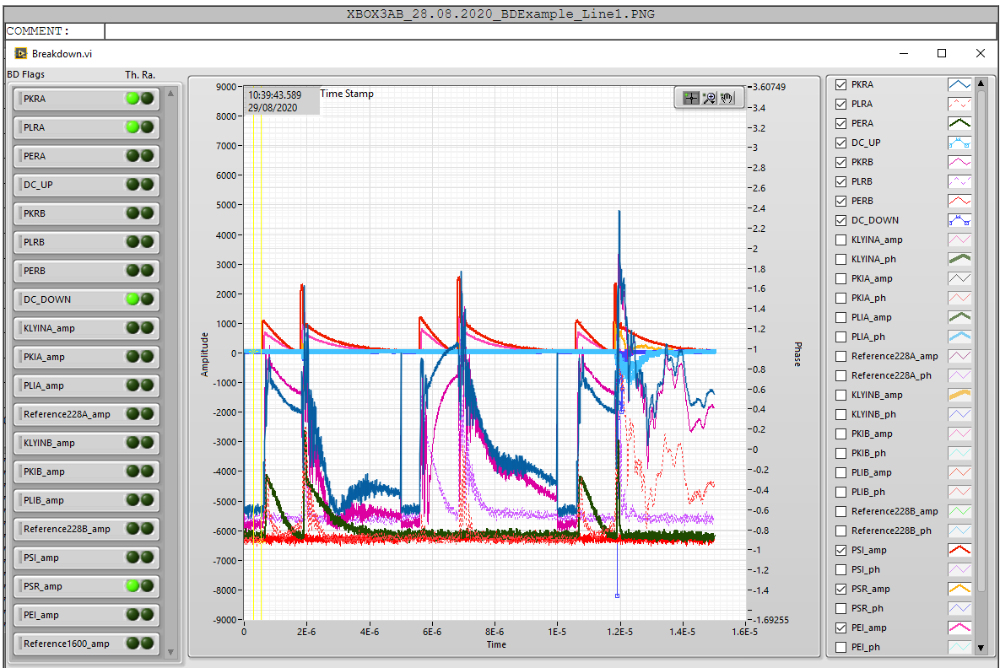 XBOX3AB_28.08.2020_BDExample_Line1.PNG
COMMENT:
Breakdown.vi
BD Flags Th. Ra.
PKRA
PLRA
PERA
DC_UP
PKRB
PLRB
PERB
DC_DOWN
KLYINA_amp
PKIA_amp
PLIA_amp
Reference228A_amp
KLYINB_amp
PKIB_amp
PLIB_amp
Reference228B_amp
PSI_amp
PSR_amp
PEI_amp
Reference1600_amp
10:39:43.589
29/08/2020
Time Stamp
Amplitude
9000
8000
7000
6000
5000
4000
3000
2000
1000
0
-1000
-2000
-3000
-4000
-5000
-6000
-7000
-8000
-9000
0 2E-6 4E-6 6E-6 8E-6 1E-5 1.2E-5 1.4E-5 1.6E-5
Time
3.60749
3.4
3.2
3
2.8
2.6
2.4
2.2
2
1.8
1.6
1.4
1.2
1
0.8
0.6
0.4
0.2
0
-0.2
-0.4
-0.6
-0.8
-1
-1.2
-1.4
-1.69255
Phase
PKRA
PLRA
PERA
DC_UP
PKRB
PLRB
PERB
DC_DOWN
KLYINA_amp
KLYINA_ph
PKIA_amp
PKIA_ph
PLIA_amp
PLIA_ph
Reference228A_amp
Reference228A_ph
KLYINB_amp
KLYINB_ph
PKIB_amp
PKIB_ph
PLIB_amp
PLIB_ph
Reference228B_amp
Reference228B_ph
PSI_amp
PSI_ph
PSR_amp
PSR_ph
PEI_amp
PEI_ph